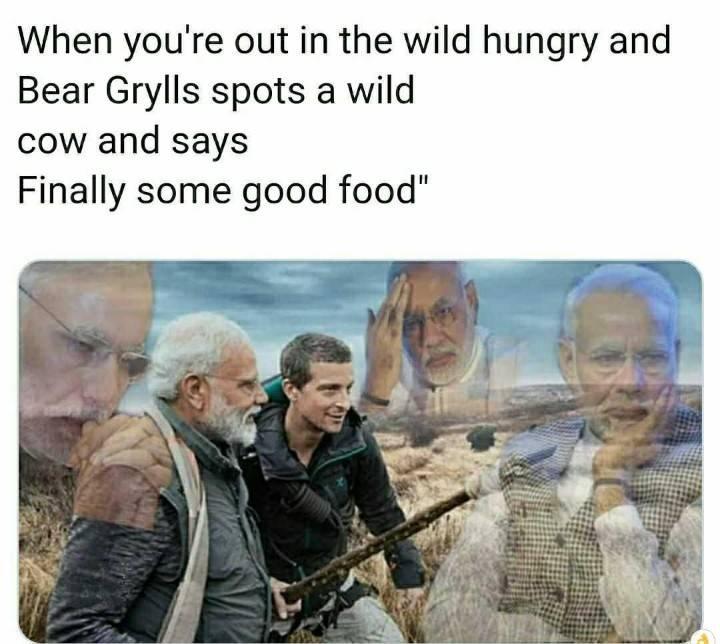 When you're out in the wild hungry and
Bear Grylls spots a wild
cow and says
Finally some good food"